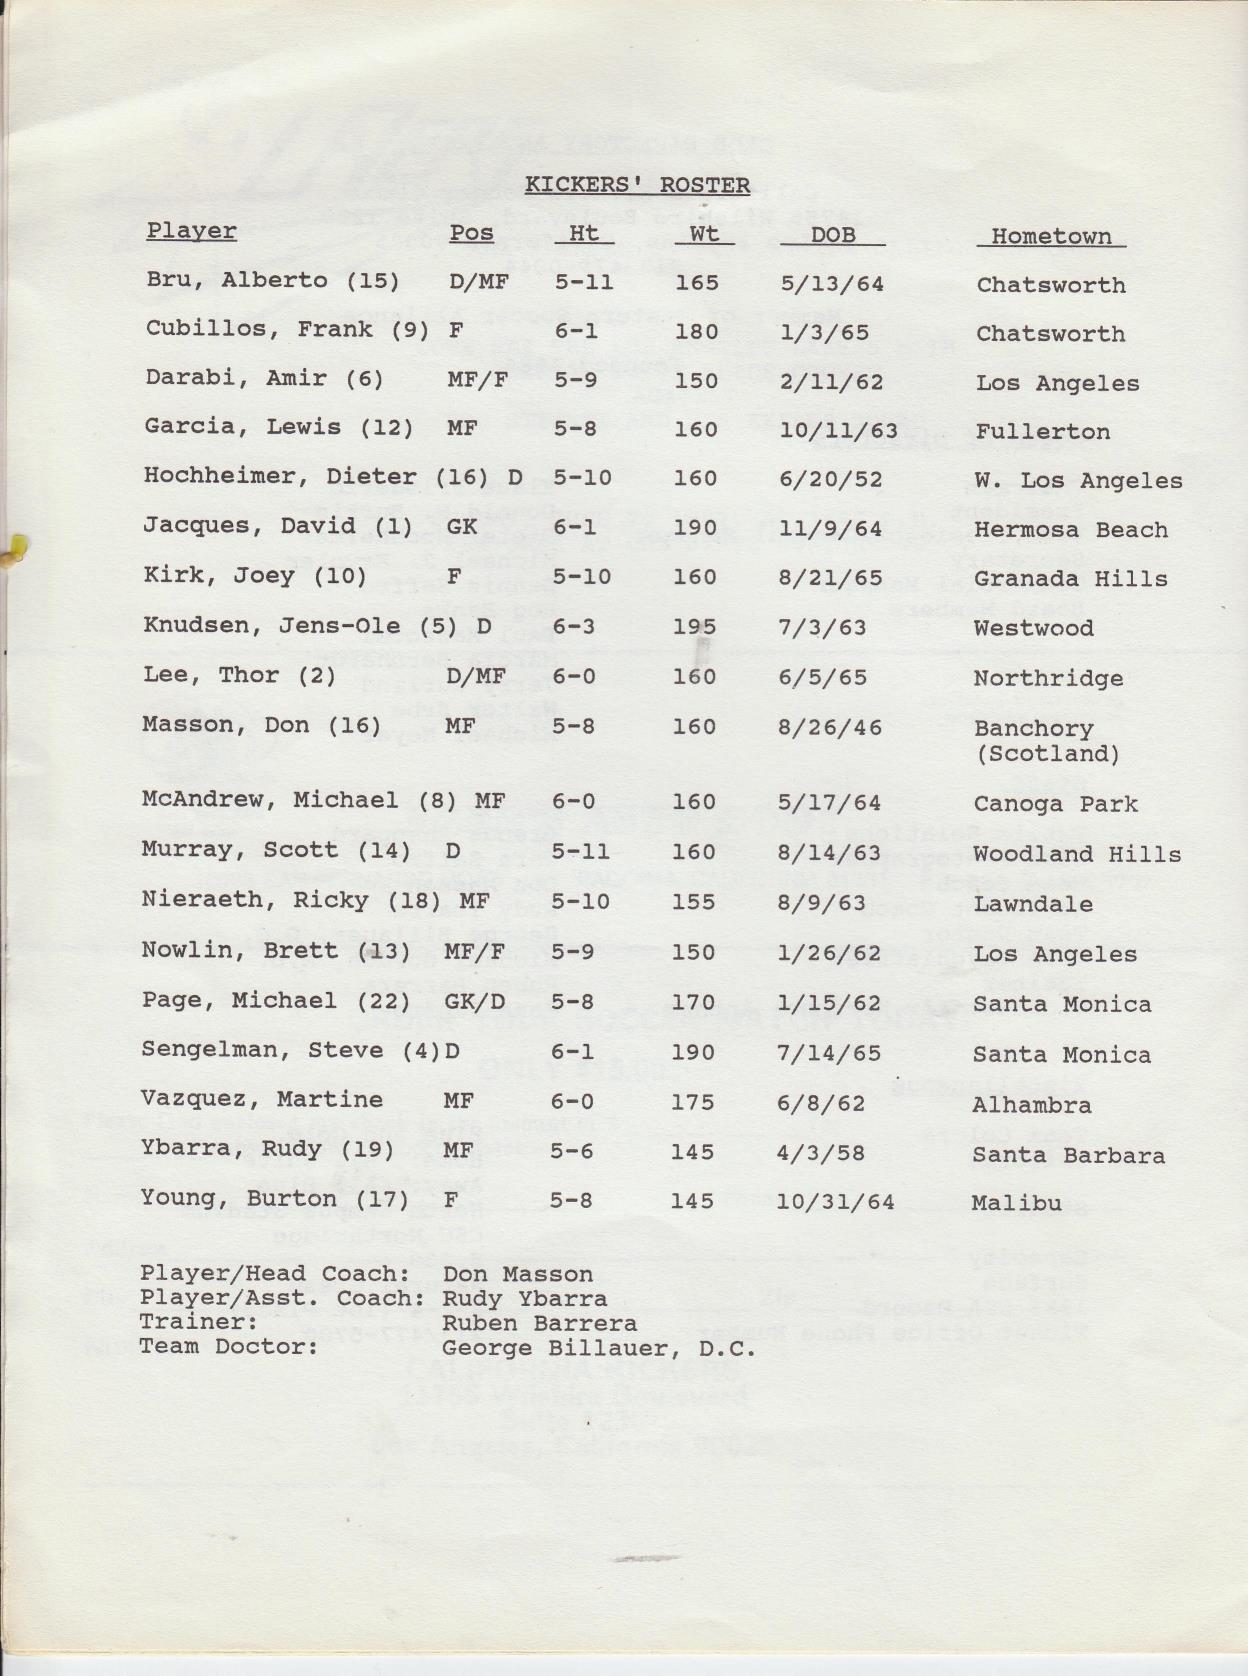 KICKERS' ROSTER
Player Pos Ht Wt DOB Hometown
Bru, Alberto (15) D/MF 5-11 165 5/13/64 Chatsworth
Cubillos, Frank (9) F 6-1 180 1/3/65 Chatsworth
Darabi, Amir (6) MF/F 5-9 150 2/11/62 Los Angeles
Garcia, Lewis (12) MF 5-8 160 10/11/63 Fullerton
Hochheimer, Dieter (16) D 5-10 160 6/20/52 W. Los Angeles
Jacques, David (1) GK 6-1 190 11/9/64 Hermosa Beach
Kirk, Joey (10) F 5-10 160 8/21/65 Granada Hills
Knudsen, Jens-Ole (5) D 6-3 195 7/3/63 Westwood
Lee, Thor (2) D/MF 6-0 160 6/5/65 Northridge
Masson, Don (16) MF 5-8 160 8/26/46 Banchory
(Scotland)
McAndrew, Michael (8) MF 6-0 160 5/17/64 Canoga Park
Murray, Scott (14) D 5-11 160 8/14/63 Woodland Hills
Nieraeth, Ricky (18) MF 5-10 155 8/9/63 Lawndale
Nowlin, Brett (13) MF/F 5-9 150 1/26/62 Los Angeles
Page, Michael (22) GK/D 5-8 170 1/15/62 Santa Monica
Sengelman, Steve (4) D 6-1 190 7/14/65 Santa Monica
Vazquez, Martine MF 6-0 175 6/8/62 Alhambra
Ybarra, Rudy (19) MF 5-6 145 4/3/58 Santa Barbara
Young, Burton (17) F 5-8 145 10/31/64 Malibu
Player/Head Coach: Don Masson
Player/Asst. Coach: Rudy Ybarra
Trainer: Ruben Barrera
Team Doctor: George Billauer, D.C.